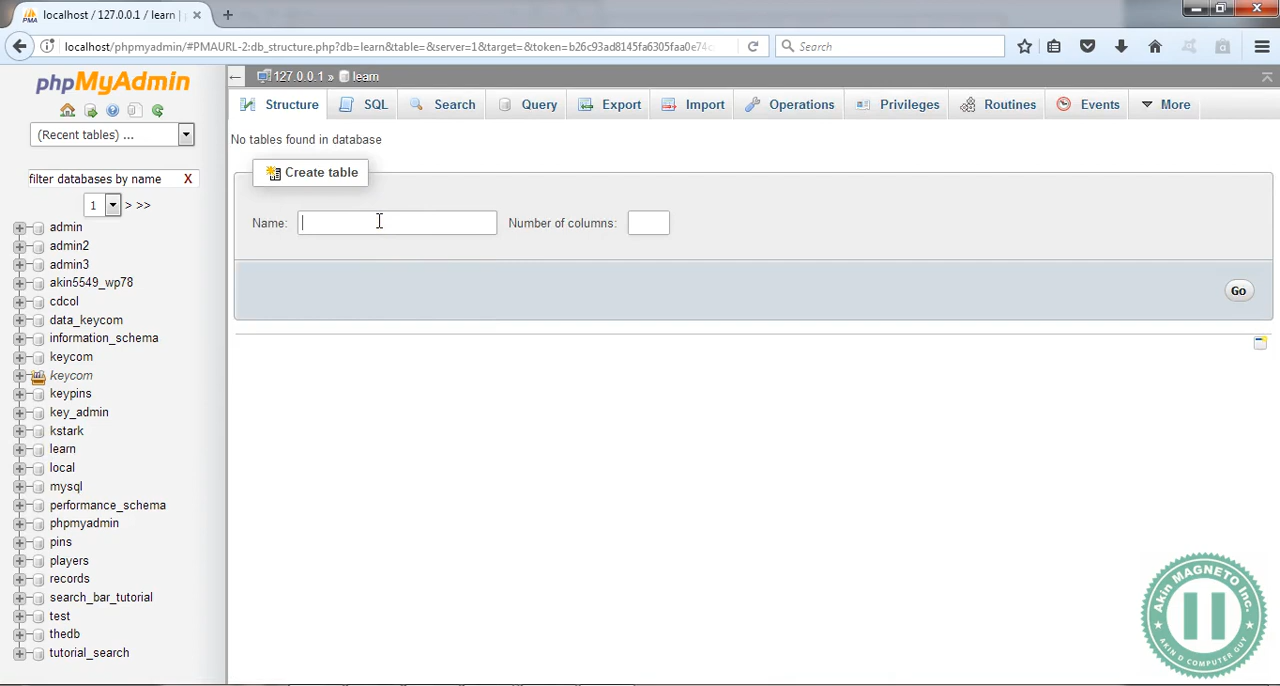 localhost / 127.0.0.1 / learn |
localhost/phpmyadmin/#PMAURL-2:db_structure.php?db=learn&table=&server=1&target=&token=b26c93ad8145fa6305faa0e74c
Search
phpMyAdmin
127.0.0.1 » learn
Structure SQL Search Query Export Import Operations Privileges Routines Events More
(Recent tables) ...
No tables found in database
Create table
filter databases by name X
1 > >>
Name: Number of columns:
Go
admin
admin2
admin3
akin5549_wp78
cdcol
data_keycom
information_schema
keycom
keycom
keypins
key_admin
kstark
learn
local
mysql
performance_schema
phpmyadmin
pins
players
records
search_bar_tutorial
test
thedb
tutorial_search
Akin MAGNETO Inc.
AKIN D COMPUTER GUY